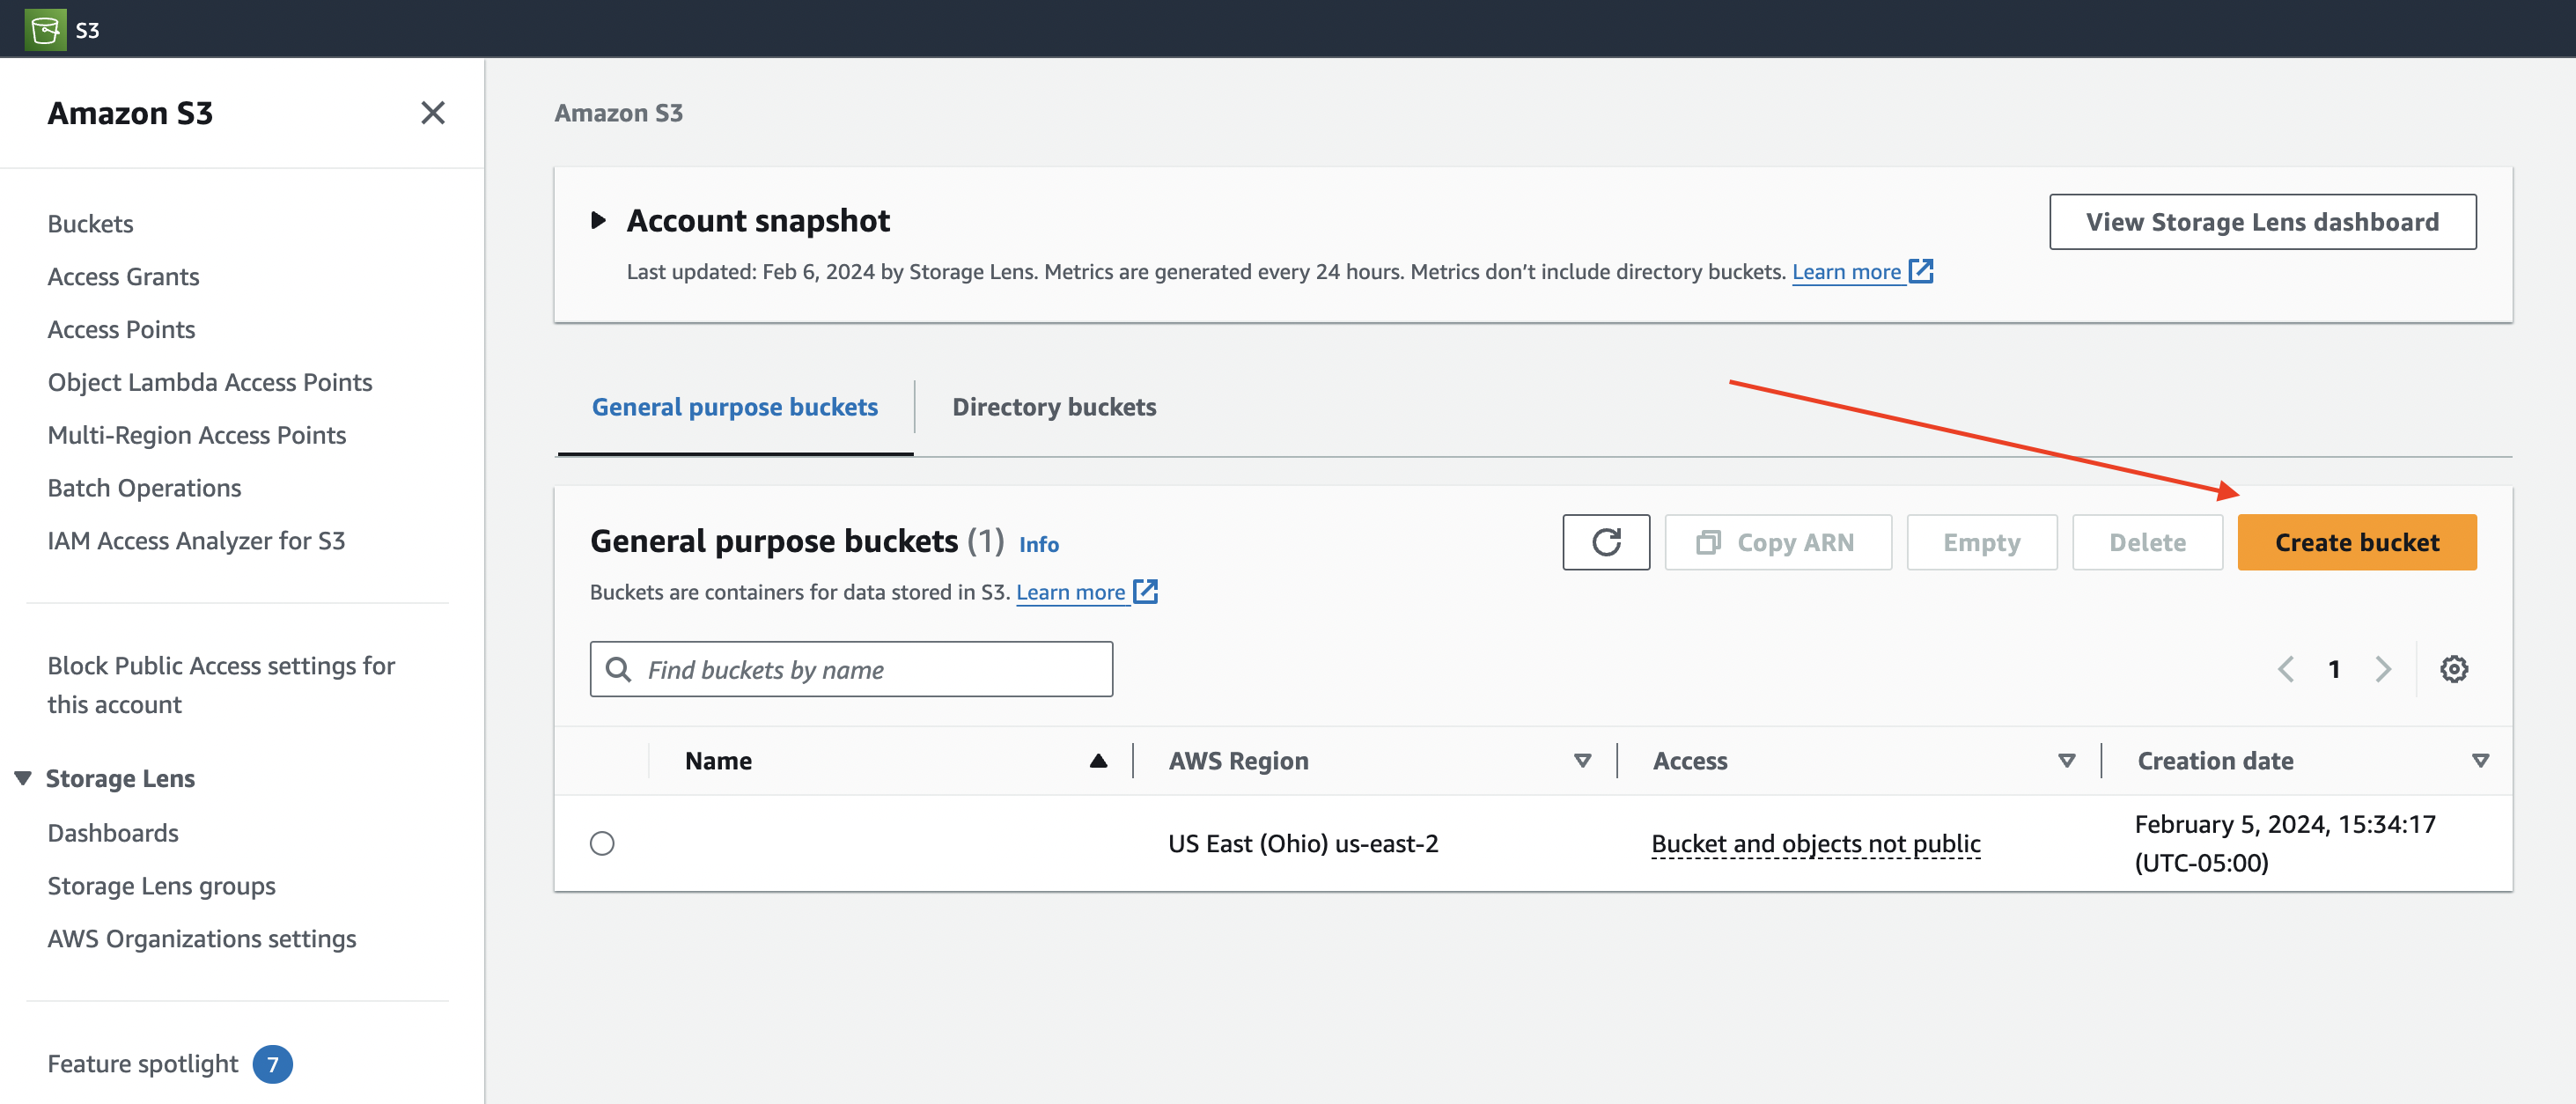 S3
Amazon S3
Buckets
Access Grants
Access Points
Object Lambda Access Points
Multi-Region Access Points
Batch Operations
IAM Access Analyzer for S3
Block Public Access settings for
this account
Storage Lens
Dashboards
Storage Lens groups
AWS Organizations settings
Feature spotlight 7
Amazon S3
Account snapshot
View Storage Lens dashboard
Last updated: Feb 6, 2024 by Storage Lens. Metrics are generated every 24 hours. Metrics don’t include directory buckets. Learn more
General purpose buckets Directory buckets
General purpose buckets (1) Info
Copy ARN Empty Delete Create bucket
Buckets are containers for data stored in S3. Learn more
Find buckets by name
1
Name AWS Region Access Creation date
US East (Ohio) us-east-2 Bucket and objects not public February 5, 2024, 15:34:17
(UTC-05:00)